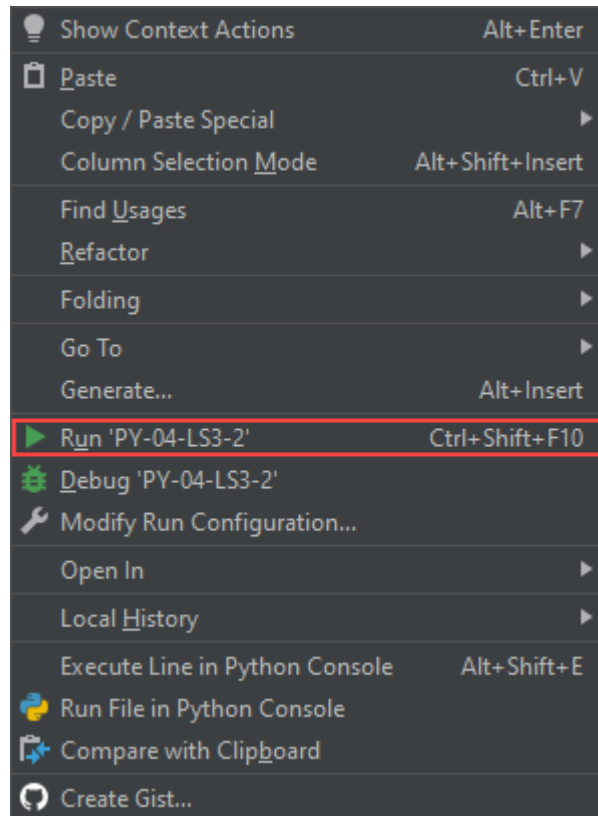 Show Context Actions Alt+Enter
Paste Ctrl+V
Copy / Paste Special
Column Selection Mode Alt+Shift+Insert
Find Usages Alt+F7
Refactor
Folding
Go To
Generate... Alt+Insert
Run 'PY-04-LS3-2' Ctrl+Shift+F10
Debug 'PY-04-LS3-2'
Modify Run Configuration...
Open In
Local History
Execute Line in Python Console Alt+Shift+E
Run File in Python Console
Compare with Clipboard
Create Gist...